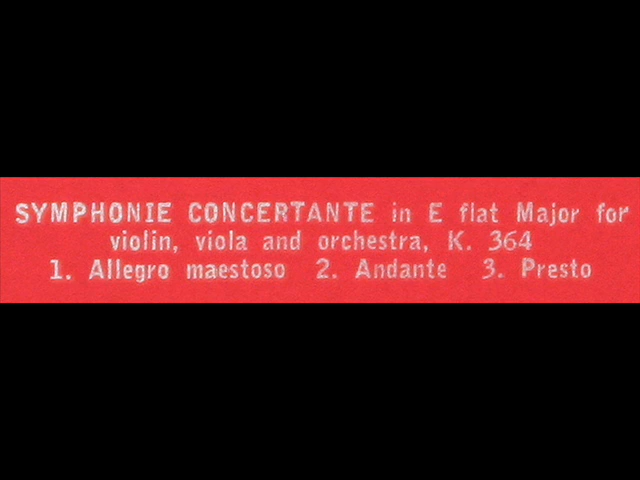 SYMPHONIE CONCERTANTE in E flat Major for
violin, viola and orchestra, K. 364
1. Allegro maestoso 2. Andante 3. Presto